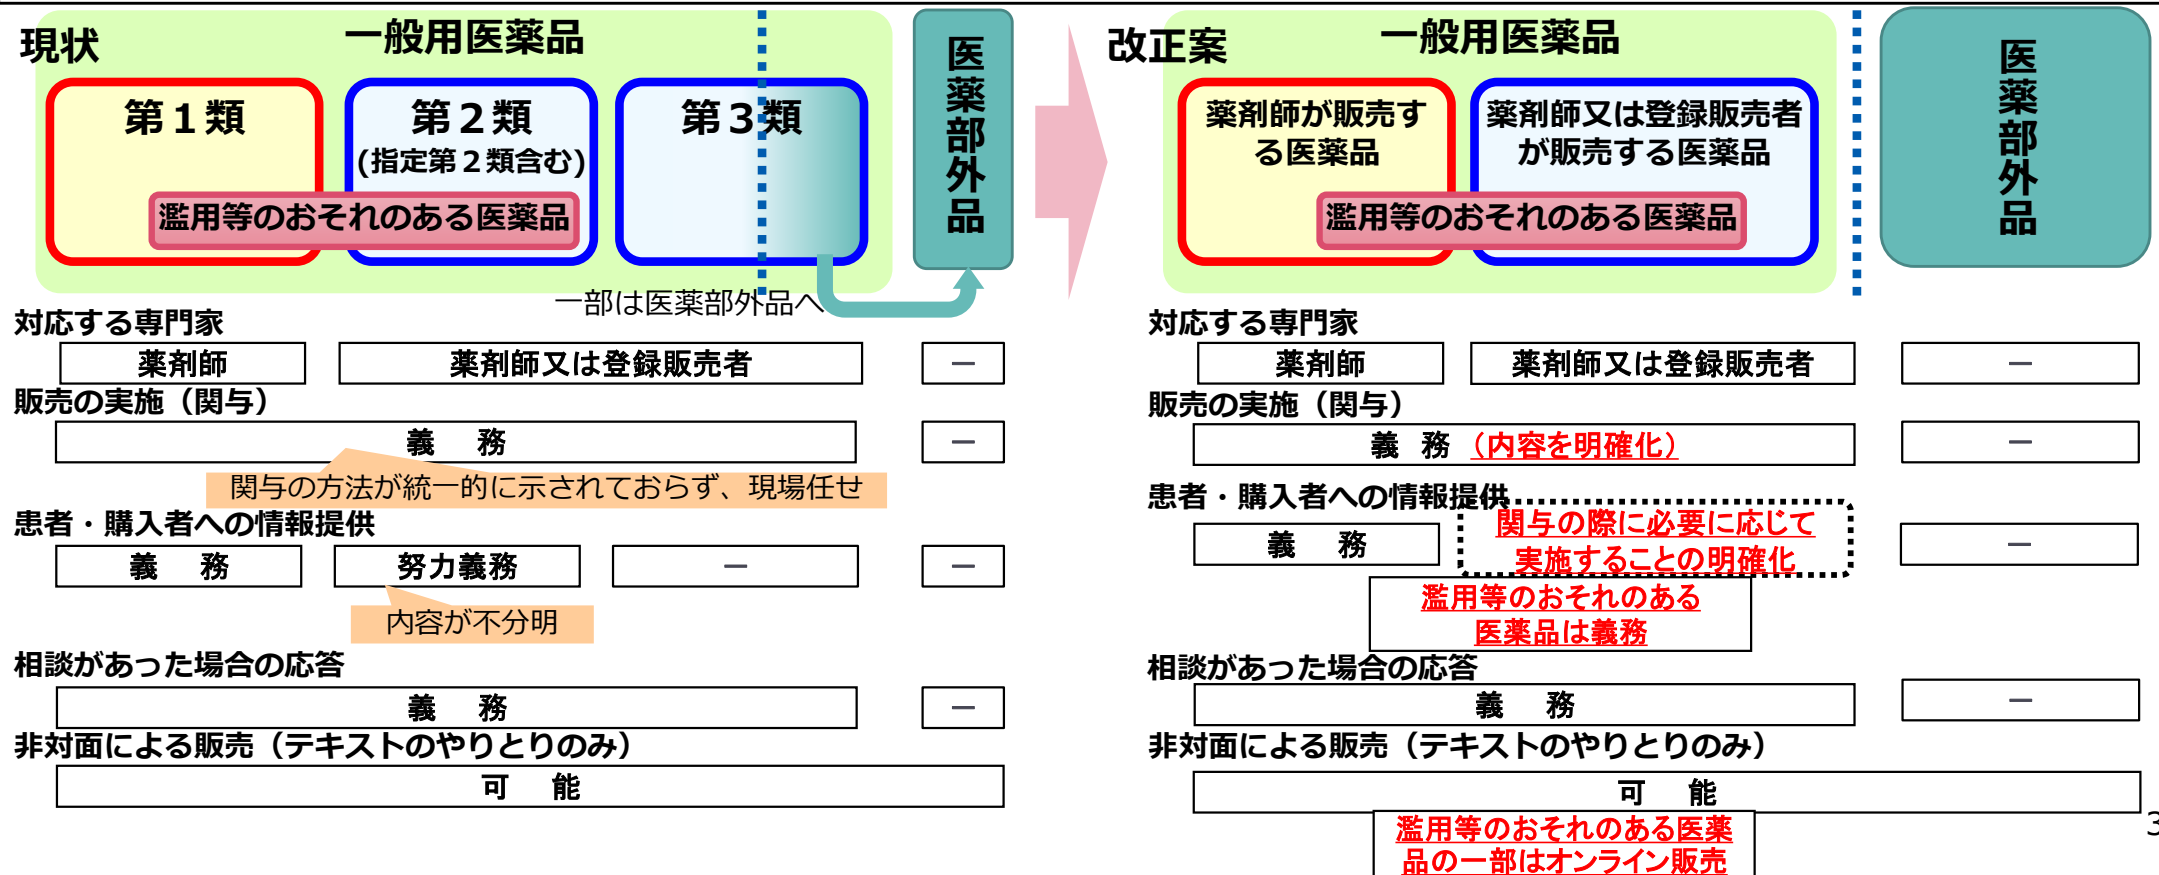 現状
一般用医薬品
第１類
第２類
(指定第２類含む)
第３類
濫用等のおそれのある医薬品
医薬部外品
一部は医薬部外品へ
対応する専門家
薬剤師
薬剤師又は登録販売者
－
販売の実施（関与）
義　務
－
関与の方法が統一的に示されておらず、現場任せ
患者・購入者への情報提供
義　務
努力義務
－
－
内容が不分明
相談があった場合の応答
義　務
－
非対面による販売（テキストのやりとりのみ）
可　能
改正案
一般用医薬品
薬剤師が販売す
る医薬品
薬剤師又は登録販売者
が販売する医薬品
濫用等のおそれのある医薬品
医薬部外品
対応する専門家
薬剤師
薬剤師又は登録販売者
－
販売の実施（関与）
義　務（内容を明確化）
－
患者・購入者への情報提供
義　務
関与の際に必要に応じて
実施することの明確化
－
濫用等のおそれのある
医薬品は義務
相談があった場合の応答
義　務
－
非対面による販売（テキストのやりとりのみ）
可　能
濫用等のおそれのある医薬
品の一部はオンライン販売
3